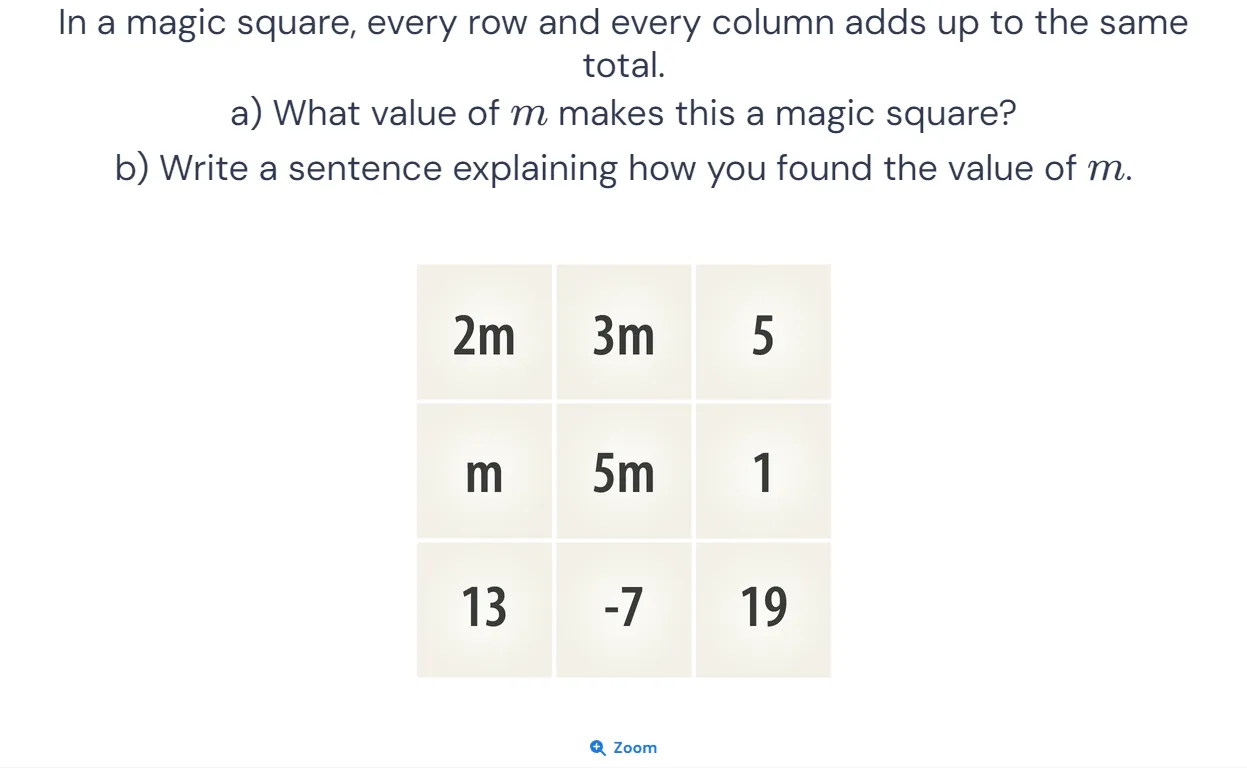 In a magic square, every row and every column adds up to the same
total.
a) What value of m makes this a magic square?
b) Write a sentence explaining how you found the value of m.
2m 3m 5
m 5m 1
13 -7 19
Zoom